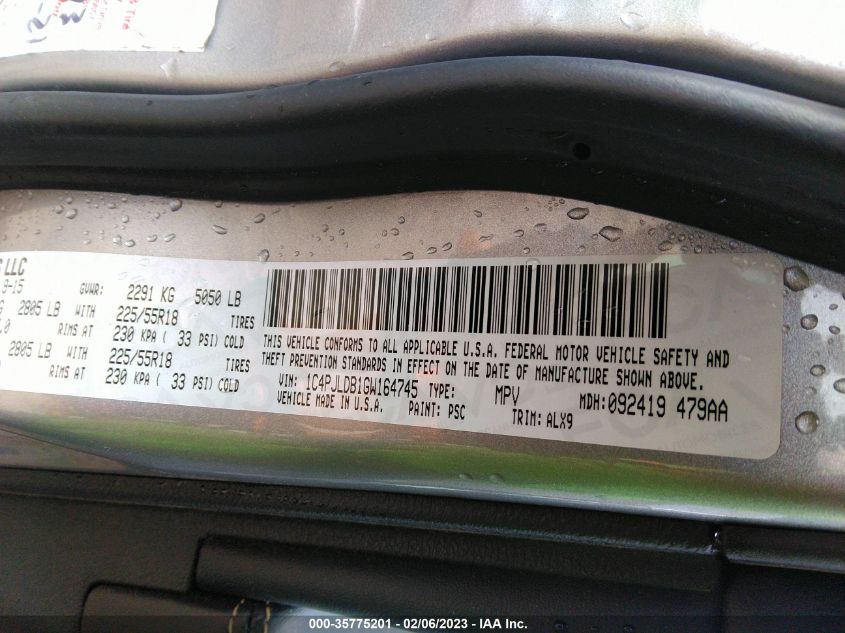 LLC
9-15 GVWR: 2291 KG 5050 LB
2805 LB WITH 225/55R18 TIRES
.0 RIMS AT 230 KPA ( 33 PSI) COLD
2805 LB WITH 225/55R18 TIRES
RIMS AT 230 KPA ( 33 PSI) COLD
THIS VEHICLE CONFORMS TO ALL APPLICABLE U.S.A. FEDERAL MOTOR VEHICLE SAFETY AND
THEFT PREVENTION STANDARDS IN EFFECT ON THE DATE OF MANUFACTURE SHOWN ABOVE.
VIN: 1C4PJLDB1GW164745 TYPE: MPV MDH:092419 479AA
VEHICLE MADE IN U.S.A. PAINT: PSC TRIM: ALX9
000-35775201 - 02/06/2023 - IAA Inc.